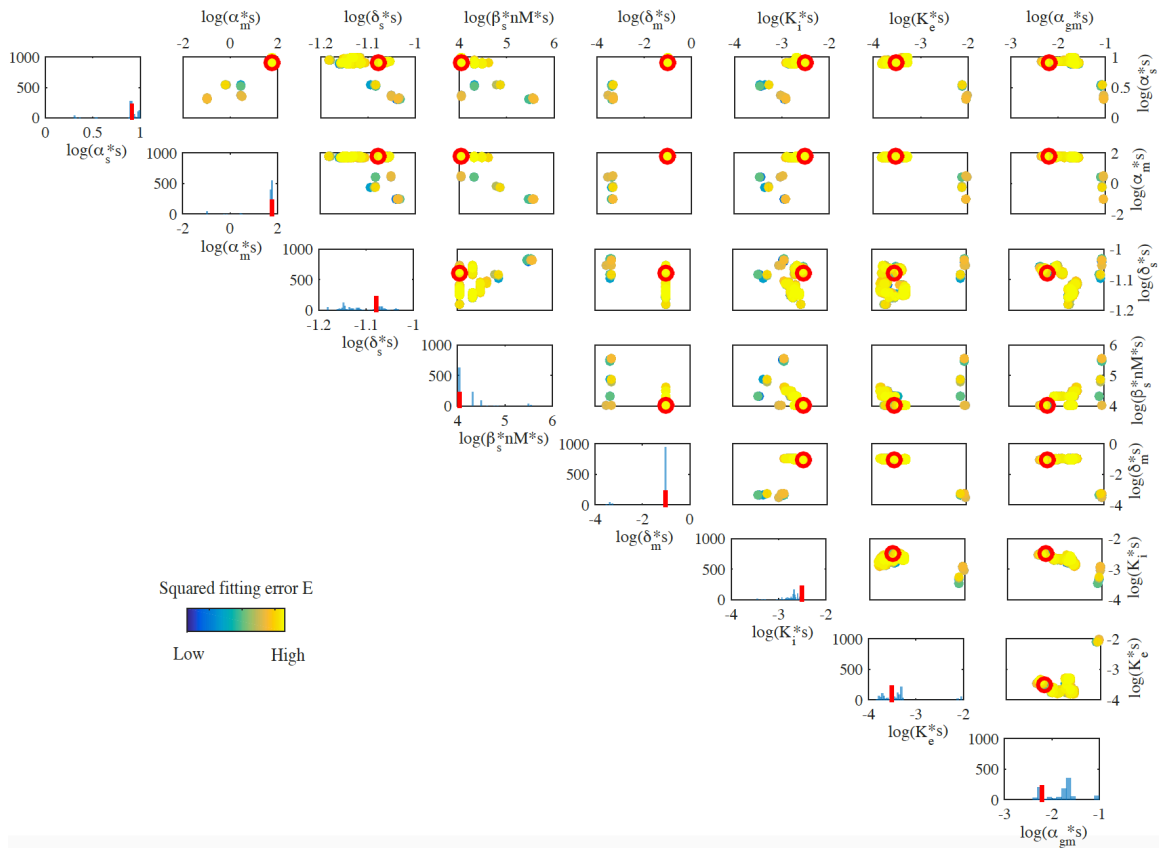 log(α_m*s) log(δ_s*s) log(β_s*nM*s) log(δ_m*s) log(K_i*s) log(K_e*s) log(α_gm*s)
-2 0 2 -1.2 -1.1 -1 4 5 6 -4 -2 0 -4 -3 -2 -4 -3 -2 -3 -2 -1
1000 500 0 1 0.5 0 log(α_s*s)
0 0.5 1
log(α_s*s)
1000 500 0 2 0 -2 log(α_m*s)
-2 0 2
log(α_m*s)
1000 500 0 -1 -1.1 -1.2 log(δ_s*s)
-1.2 -1.1 -1
log(δ_s*s)
1000 500 0 6 5 4 log(β_s*nM*s)
4 5 6
log(β_s*nM*s)
1000 500 0 0 -2 -4 log(δ_m*s)
-4 -2 0
log(δ_m*s)
1000 500 0 -2 -3 -4 log(K_i*s)
-4 -3 -2
log(K_i*s)
Squared fitting error E
Low High
1000 500 0 -2 -3 -4 log(K_e*s)
-4 -3 -2
log(K_e*s)
1000 500 0
-3 -2 -1
log(α_gm*s)